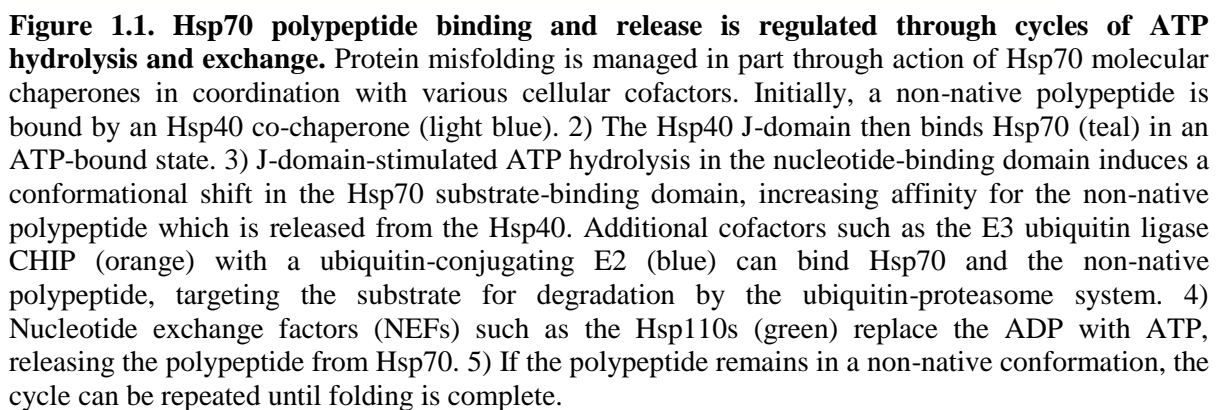 Figure 1.1. Hsp70 polypeptide binding and release is regulated through cycles of ATP
hydrolysis and exchange. Protein misfolding is managed in part through action of Hsp70 molecular
chaperones in coordination with various cellular cofactors. Initially, a non-native polypeptide is
bound by an Hsp40 co-chaperone (light blue). 2) The Hsp40 J-domain then binds Hsp70 (teal) in an
ATP-bound state. 3) J-domain-stimulated ATP hydrolysis in the nucleotide-binding domain induces a
conformational shift in the Hsp70 substrate-binding domain, increasing affinity for the non-native
polypeptide which is released from the Hsp40. Additional cofactors such as the E3 ubiquitin ligase
CHIP (orange) with a ubiquitin-conjugating E2 (blue) can bind Hsp70 and the non-native
polypeptide, targeting the substrate for degradation by the ubiquitin-proteasome system. 4)
Nucleotide exchange factors (NEFs) such as the Hsp110s (green) replace the ADP with ATP,
releasing the polypeptide from Hsp70. 5) If the polypeptide remains in a non-native conformation, the
cycle can be repeated until folding is complete.